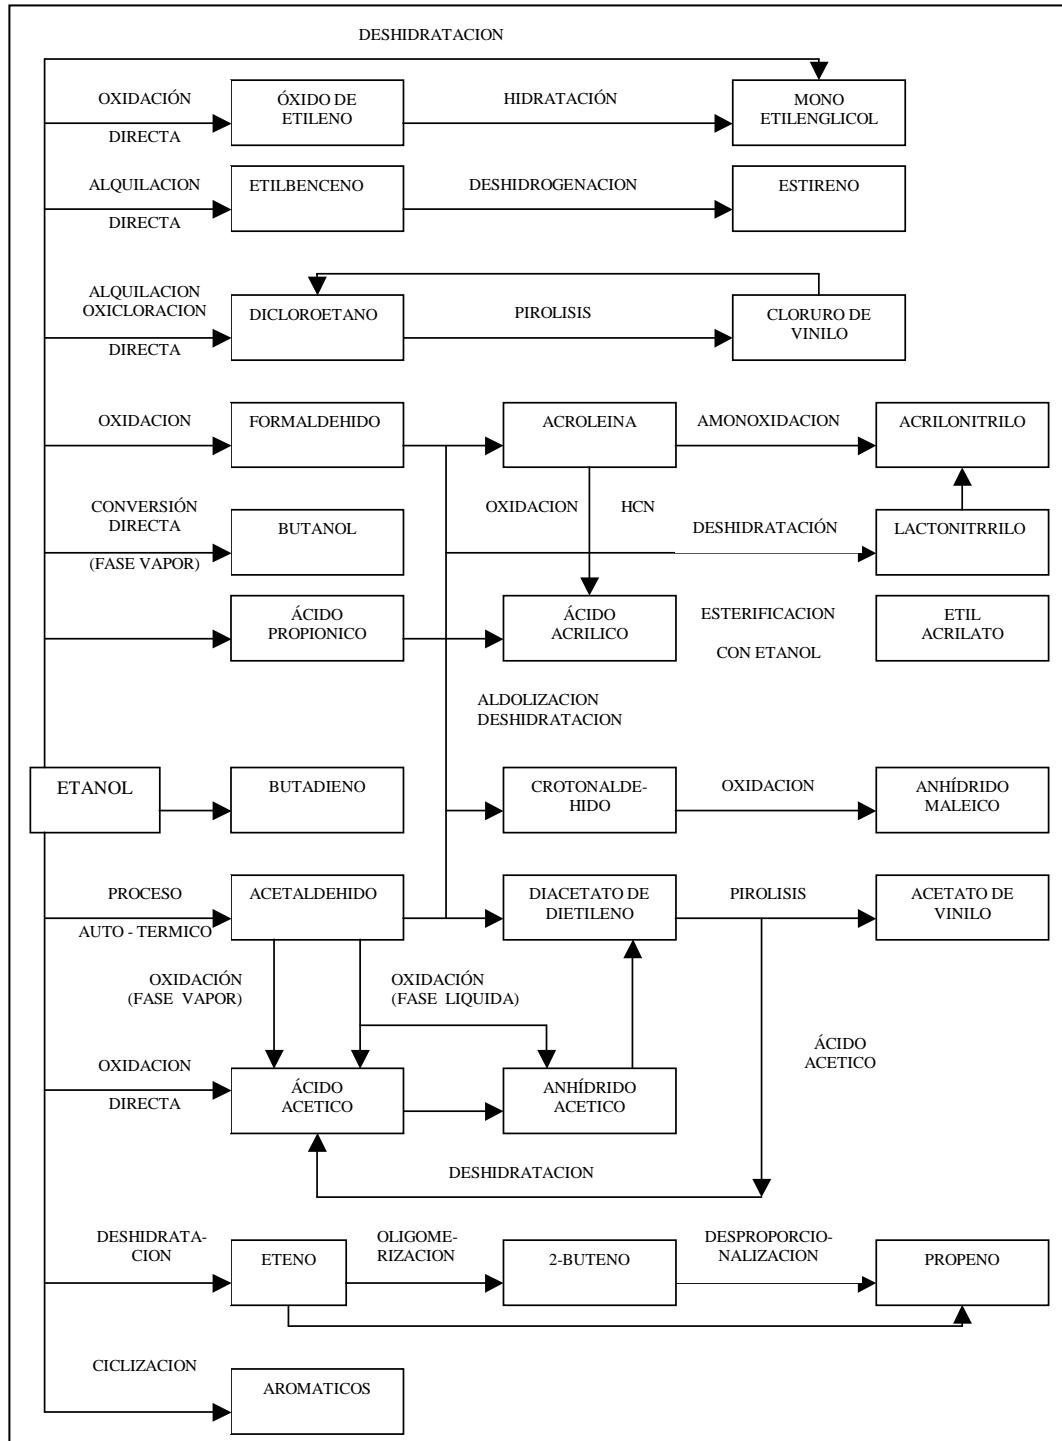 DESHIDRATACION
OXIDACIÓN
DIRECTA
ÓXIDO DE
ETILENO
HIDRATACIÓN
MONO
ETILENGLICOL
ALQUILACION
DIRECTA
ETILBENCENO
DESHIDROGENACION
ESTIRENO
ALQUILACION
OXICLORACION
DIRECTA
DICLOROETANO
PIROLISIS
CLORURO DE
VINILO
OXIDACION
FORMALDEHIDO
ACROLEINA
AMONOXIDACION
ACRILONITRILO
CONVERSIÓN
DIRECTA
(FASE VAPOR)
BUTANOL
OXIDACION
HCN
DESHIDRATACIÓN
LACTONITRRILO
ÁCIDO
PROPIONICO
ÁCIDO
ACRILICO
ESTERIFICACION
CON ETANOL
ETIL
ACRILATO
ALDOLIZACION
DESHIDRATACION
ETANOL
BUTADIENO
CROTONALDE-
HIDO
OXIDACION
ANHÍDRIDO
MALEICO
PROCESO
AUTO - TERMICO
ACETALDEHIDO
DIACETATO DE
DIETILENO
PIROLISIS
ACETATO DE
VINILO
OXIDACIÓN
(FASE VAPOR)
OXIDACIÓN
(FASE LIQUIDA)
ÁCIDO
ACETICO
OXIDACION
DIRECTA
ÁCIDO
ACETICO
ANHÍDRIDO
ACETICO
DESHIDRATACION
DESHIDRATA-
CION
ETENO
OLIGOME-
RIZACION
2-BUTENO
DESPROPORCIO-
NALIZACION
PROPENO
CICLIZACION
AROMATICOS